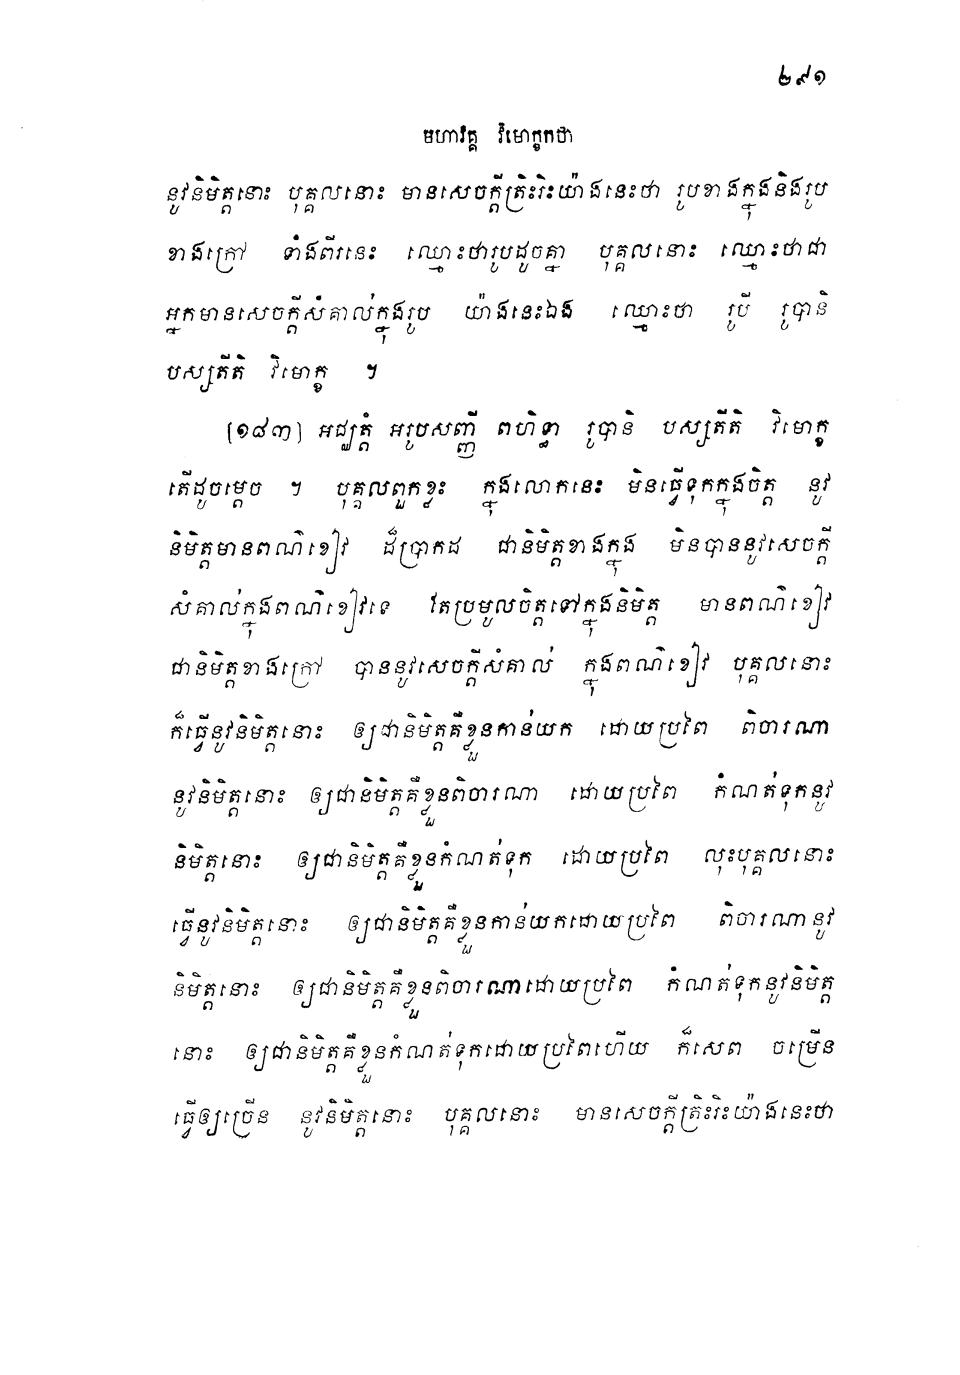 ២៩១
មហាវគ្គ វិមោក្ខកថា
នូវនិមិត្តនោះ បុគ្គលនោះ មានសេចក្តីត្រិះរិះយ៉ាងនេះថា រូបខាងក្នុងនិងរូប
ខាងក្រៅ ទាំងពីរនេះ ឈ្មោះថារូបដូចគ្នា បុគ្គលនោះ ឈ្មោះថាជា
អ្នកមានសេចក្តីសំគាល់ក្នុងរូប យ៉ាងនេះឯង ឈ្មោះថា រូបី រូបានិ
បស្សតីតិ វិមោក្ខ ។
[១៨៣] អជ្ឈត្តំ អរូបសញ្ញី ពហិទ្ធា រូបានិ បស្សតីតិ វិមោក្ខ
តើដូចម្តេច ។ បុគ្គលពួកខ្លះ ក្នុងលោកនេះ មិនធ្វើទុកក្នុងចិត្ត នូវ
និមិត្តមានពណ៌ខៀវ ដ៏ប្រាកដ ជានិមិត្តខាងក្នុង មិនបាននូវសេចក្តី
សំគាល់ក្នុងពណ៌ខៀវទេ តែប្រមូលចិត្តទៅក្នុងនិមិត្ត មានពណ៌ខៀវ
ជានិមិត្តខាងក្រៅ បាននូវសេចក្តីសំគាល់ ក្នុងពណ៌ខៀវ បុគ្គលនោះ
ក៏ធ្វើនូវនិមិត្តនោះ ឲ្យជានិមិត្តគឺខ្លួនកាន់យក ដោយប្រពៃ ពិចារណា
នូវនិមិត្តនោះ ឲ្យជានិមិត្តគឺខ្លួនពិចារណា ដោយប្រពៃ កំណត់ទុកនូវ
និមិត្តនោះ ឲ្យជានិមិត្តគឺខ្លួនកំណត់ទុក ដោយប្រពៃ លុះបុគ្គលនោះ
ធ្វើនូវនិមិត្តនោះ ឲ្យជានិមិត្តគឺខ្លួនកាន់យកដោយប្រពៃ ពិចារណានូវ
និមិត្តនោះ ឲ្យជានិមិត្តគឺខ្លួនពិចារណាដោយប្រពៃ កំណត់ទុកនូវនិមិត្ត
នោះ ឲ្យជានិមិត្តគឺខ្លួនកំណត់ទុកដោយប្រពៃហើយ ក៏សេព ចម្រើន
ធ្វើឲ្យច្រើន នូវនិមិត្តនោះ បុគ្គលនោះ មានសេចក្តីត្រិះរិះយ៉ាងនេះថា